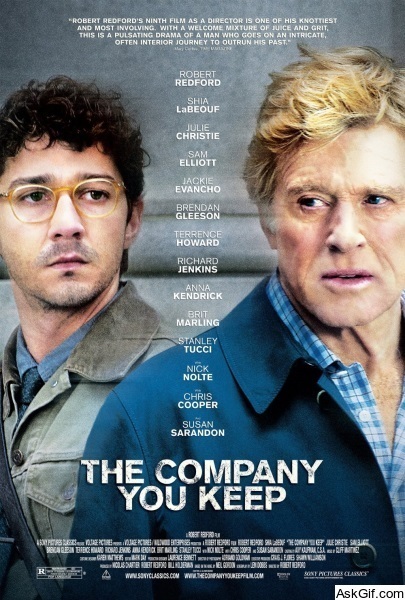 "ROBERT REDFORD'S NINTH FILM AS A DIRECTOR IS ONE OF HIS KNOTTIEST
AND MOST INVOLVING. WITH A WELCOME MIXTURE OF JUICE AND GRIT,
THIS IS A PULSATING DRAMA OF A MAN WHO GOES ON AN INTRICATE,
OFTEN INTERIOR JOURNEY TO OUTRUN HIS PAST."
ROBERT
REDFORD
SHIA
LaBEOUF
JULIE
CHRISTIE
SAM
ELLIOTT
JACKIE
EVANCHO
BRENDAN
GLEESON
TERRENCE
HOWARD
RICHARD
JENKINS
ANNA
KENDRICK
BRIT
MARLING
STANLEY
TUCCI
NICK
NOLTE
CHRIS
COOPER
SUSAN
SARANDON
THE COMPANY
YOU KEEP
A ROBERT REDFORD FILM
R
WWW.SONYCLASSICS.COM
WWW.THECOMPANYYOUKEEPFILM.COM
SONY PICTURES CLASSICS
AskGif.com